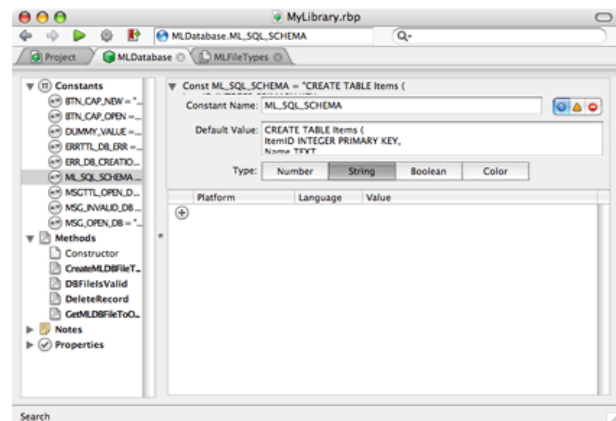 MyLibrary.rbp
MLDatabase.ML_SQL_SCHEMA
Project
MLDatabase
MLFileTypes
Constants
BTN_CAP_NEW = "...
BTN_CAP_OPEN =...
DUMMY_VALUE =...
ERRTTL_DB_ERR =...
ERR_DB_CREATIO...
ML_SQL_SCHEMA ...
MSGTTL_OPEN_D...
MSG_INVALID_DB ...
MSG_OPEN_DB = "...
Methods
Constructor
CreateMLDBFileT...
DBFileIsValid
DeleteRecord
GetMLDBFileToO...
Notes
Properties
Const ML_SQL_SCHEMA = "CREATE TABLE Items (
Constant Name: ML_SQL_SCHEMA
Default Value: CREATE TABLE Items (
ItemID INTEGER PRIMARY KEY,
Name TEXT
Type: Number String Boolean Color
Platform Language Value
Search